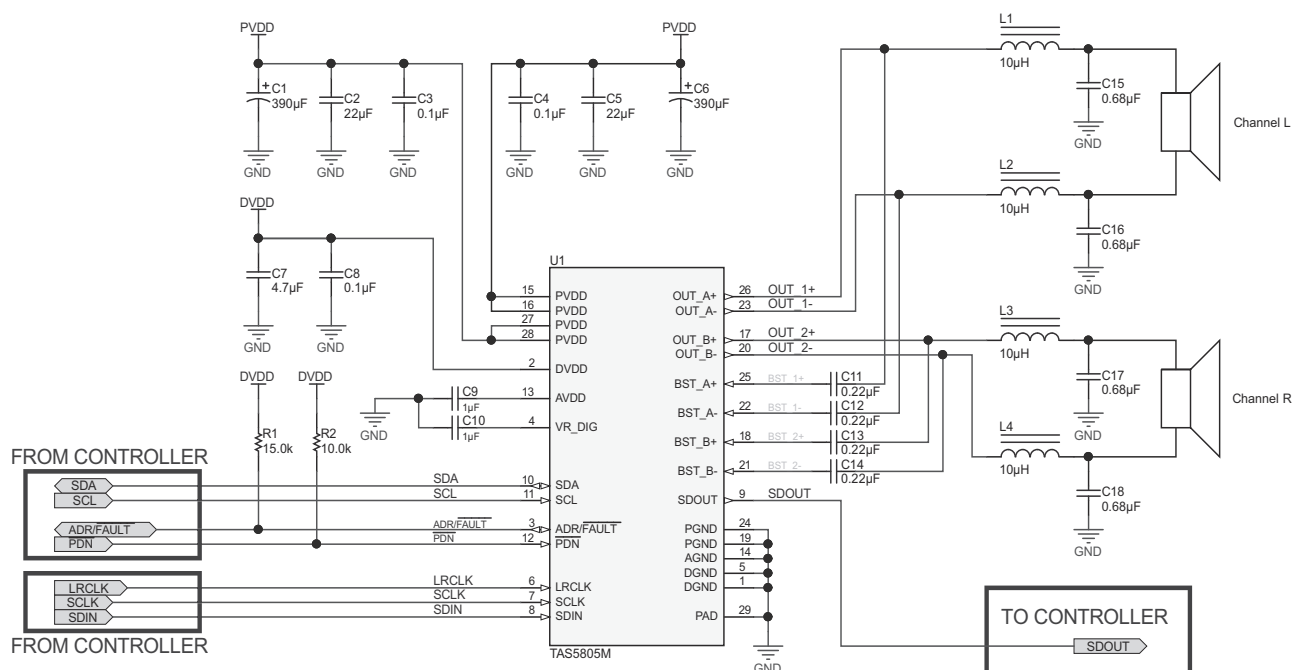 PVDD
C1
390µF
GND
C2
22µF
GND
C3
0.1µF
GND
PVDD
C4
0.1µF
GND
C5
22µF
GND
C6
390µF
GND
L1
10µH
C15
0.68µF
GND
Channel L
L2
10µH
C16
0.68µF
GND
DVDD
C7
4.7µF
GND
C8
0.1µF
GND
DVDD
R1
15.0k
DVDD
R2
10.0k
GND
C9
1µF
C10
1µF
U1
15 PVDD
16 PVDD
27 PVDD
28 PVDD
2 DVDD
13 AVDD
4 VR_DIG
10 SDA
11 SCL
3 ADR/FAULT
12 PDN
6 LRCLK
7 SCLK
8 SDIN
TAS5805M
OUT_A+ 26 OUT_1+
OUT_A- 23 OUT_1-
OUT_B+ 17 OUT_2+
OUT_B- 20 OUT_2-
BST_A+ 25 BST_1+
C11
0.22µF
BST_A- 22 BST_1-
C12
0.22µF
BST_B+ 18 BST_2+
C13
0.22µF
BST_B- 21 BST_2-
C14
0.22µF
SDOUT 9 SDOUT
PGND 24
PGND 19
AGND 14
DGND 5
DGND 1
PAD 29
GND
L3
10µH
C17
0.68µF
GND
Channel R
L4
10µH
C18
0.68µF
GND
FROM CONTROLLER
SDA SDA
SCL SCL
ADR/FAULT ADR/FAULT
PDN PDN
LRCLK LRCLK
SCLK SCLK
SDIN SDIN
FROM CONTROLLER
TO CONTROLLER
SDOUT